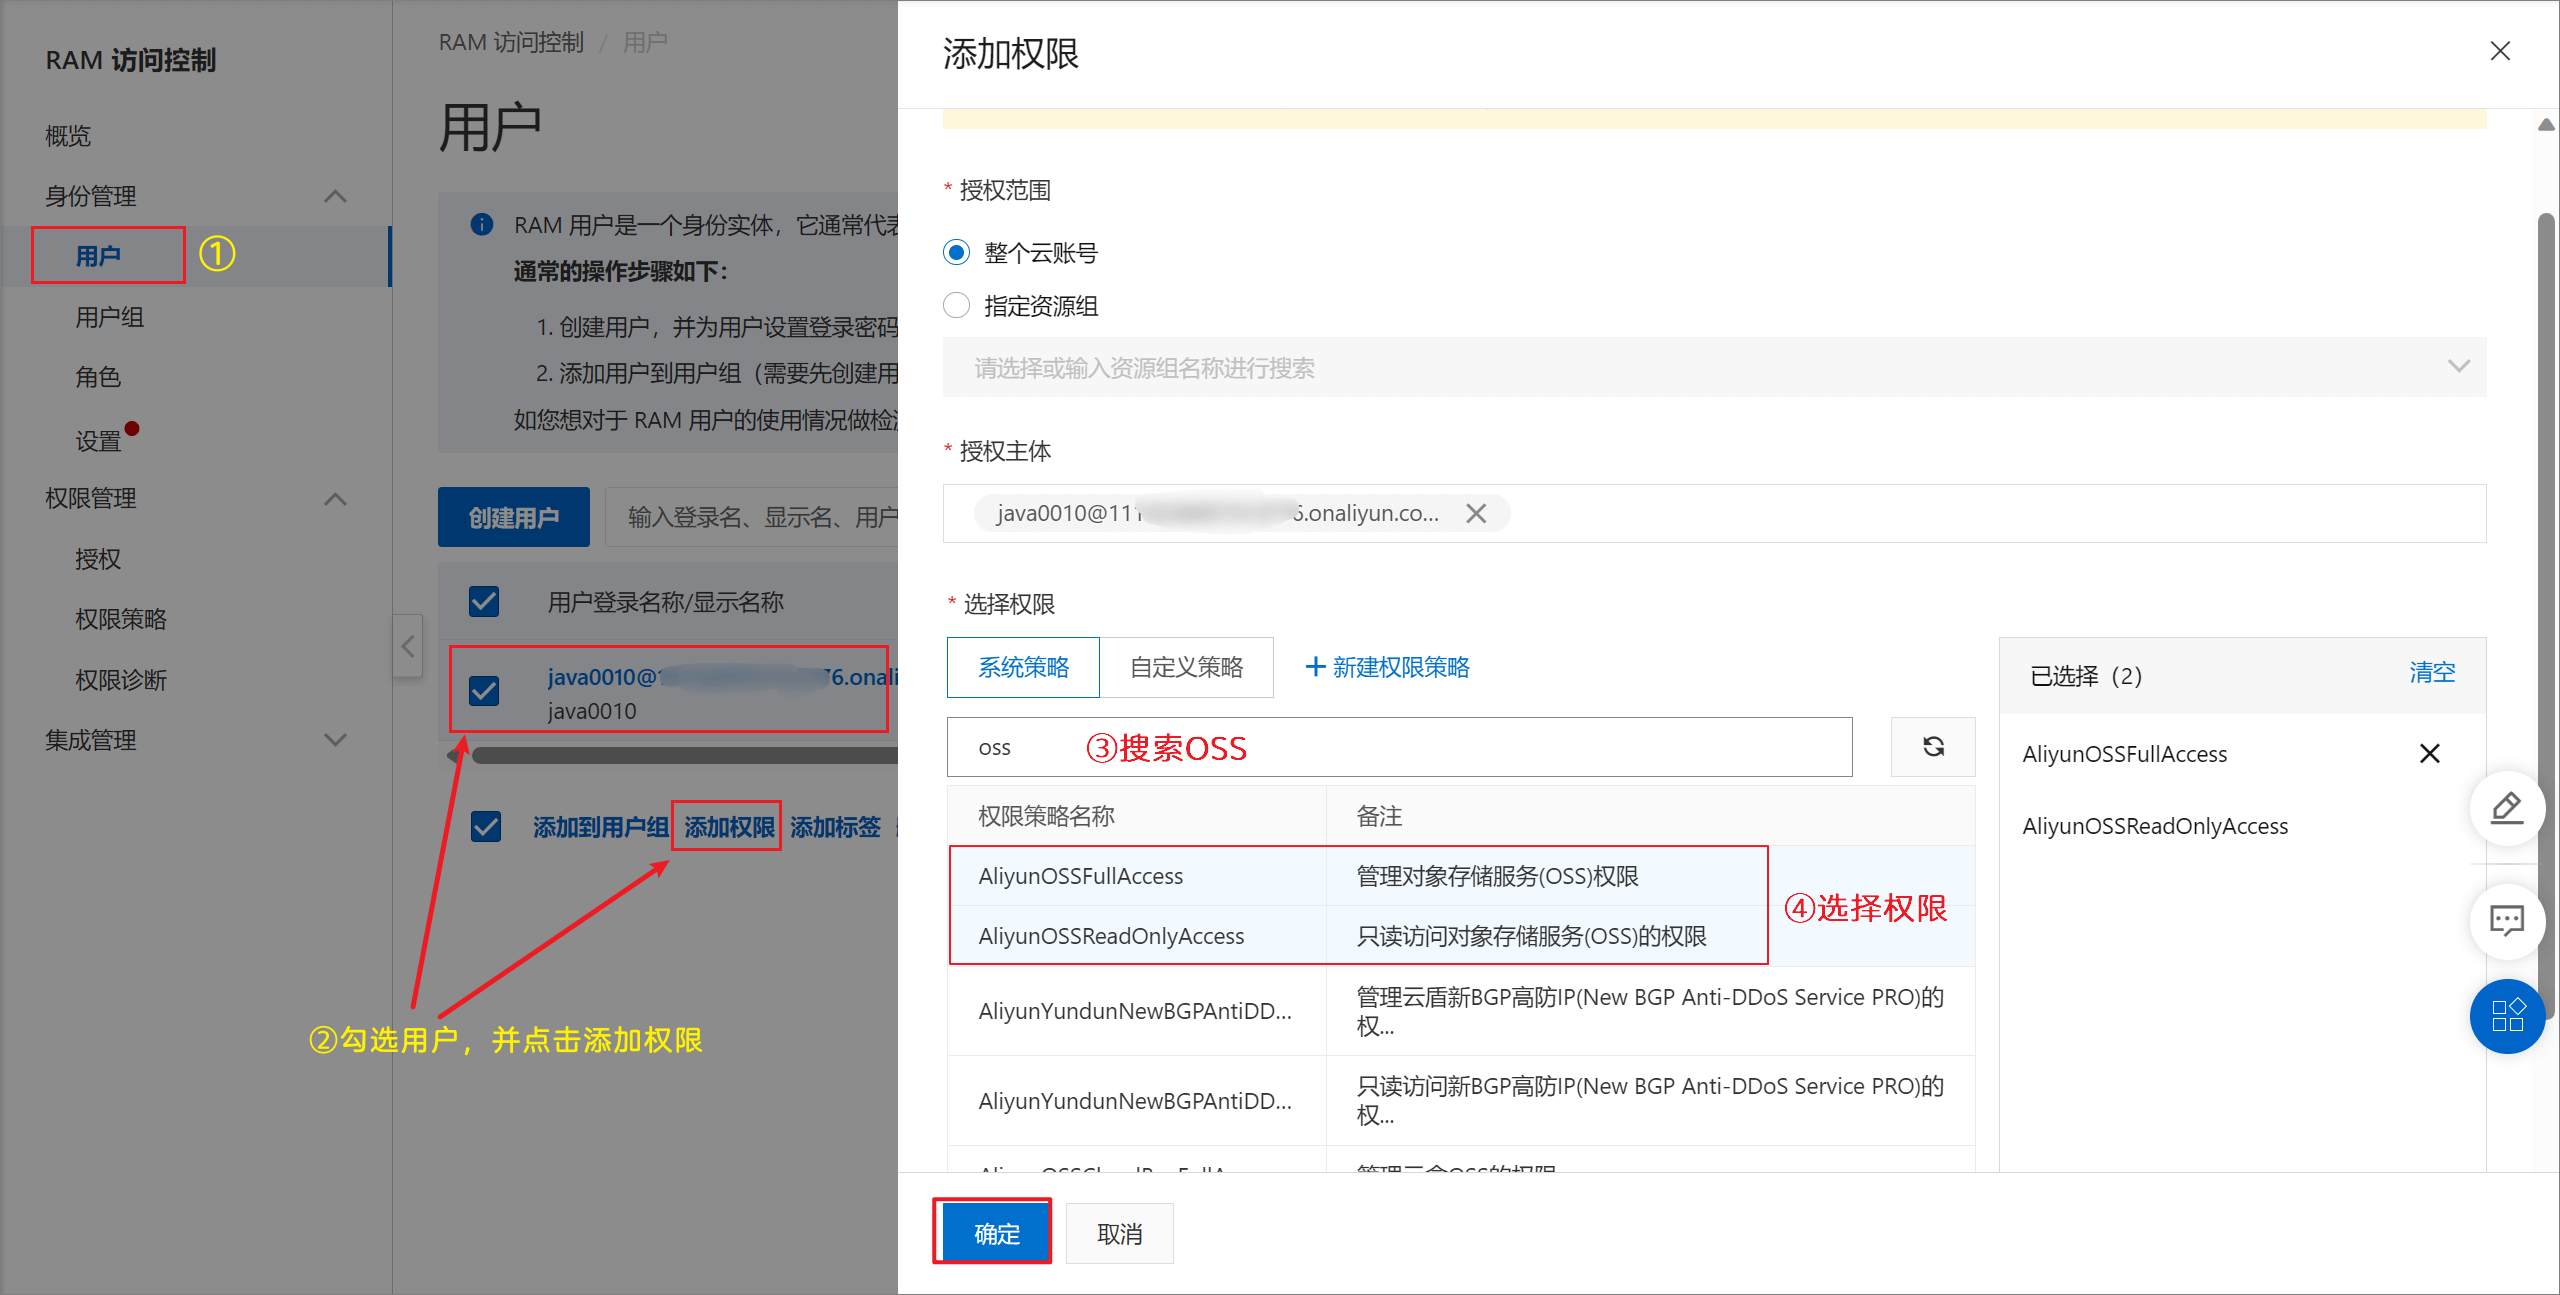 RAM 访问控制
概览
身份管理
用户
①
用户组
角色
设置
权限管理
授权
权限策略
权限诊断
集成管理
RAM 访问控制 / 用户
用户
RAM 用户是一个身份实体，它通常代表
通常的操作步骤如下：
1. 创建用户，并为用户设置登录密码
2. 添加用户到用户组（需要先创建用
如您想对于 RAM 用户的使用情况做检测
创建用户
输入登录名、显示名、用户
用户登录名称/显示名称
java0010@1 76.onali
java0010
添加到用户组 添加权限 添加标签
②勾选用户，并点击添加权限
添加权限
* 授权范围
整个云账号
指定资源组
请选择或输入资源组名称进行搜索
* 授权主体
java0010@111 6.onaliyun.co...
* 选择权限
系统策略
自定义策略
+ 新建权限策略
oss
③搜索OSS
权限策略名称 备注
AliyunOSSFullAccess 管理对象存储服务(OSS)权限
AliyunOSSReadOnlyAccess 只读访问对象存储服务(OSS)的权限
④选择权限
AliyunYundunNewBGPAntiDD... 管理云盾新BGP高防IP(New BGP Anti-DDoS Service PRO)的
权...
AliyunYundunNewBGPAntiDD... 只读访问新BGP高防IP(New BGP Anti-DDoS Service PRO)的
权...
已选择（2）
清空
AliyunOSSFullAccess
AliyunOSSReadOnlyAccess
确定
取消